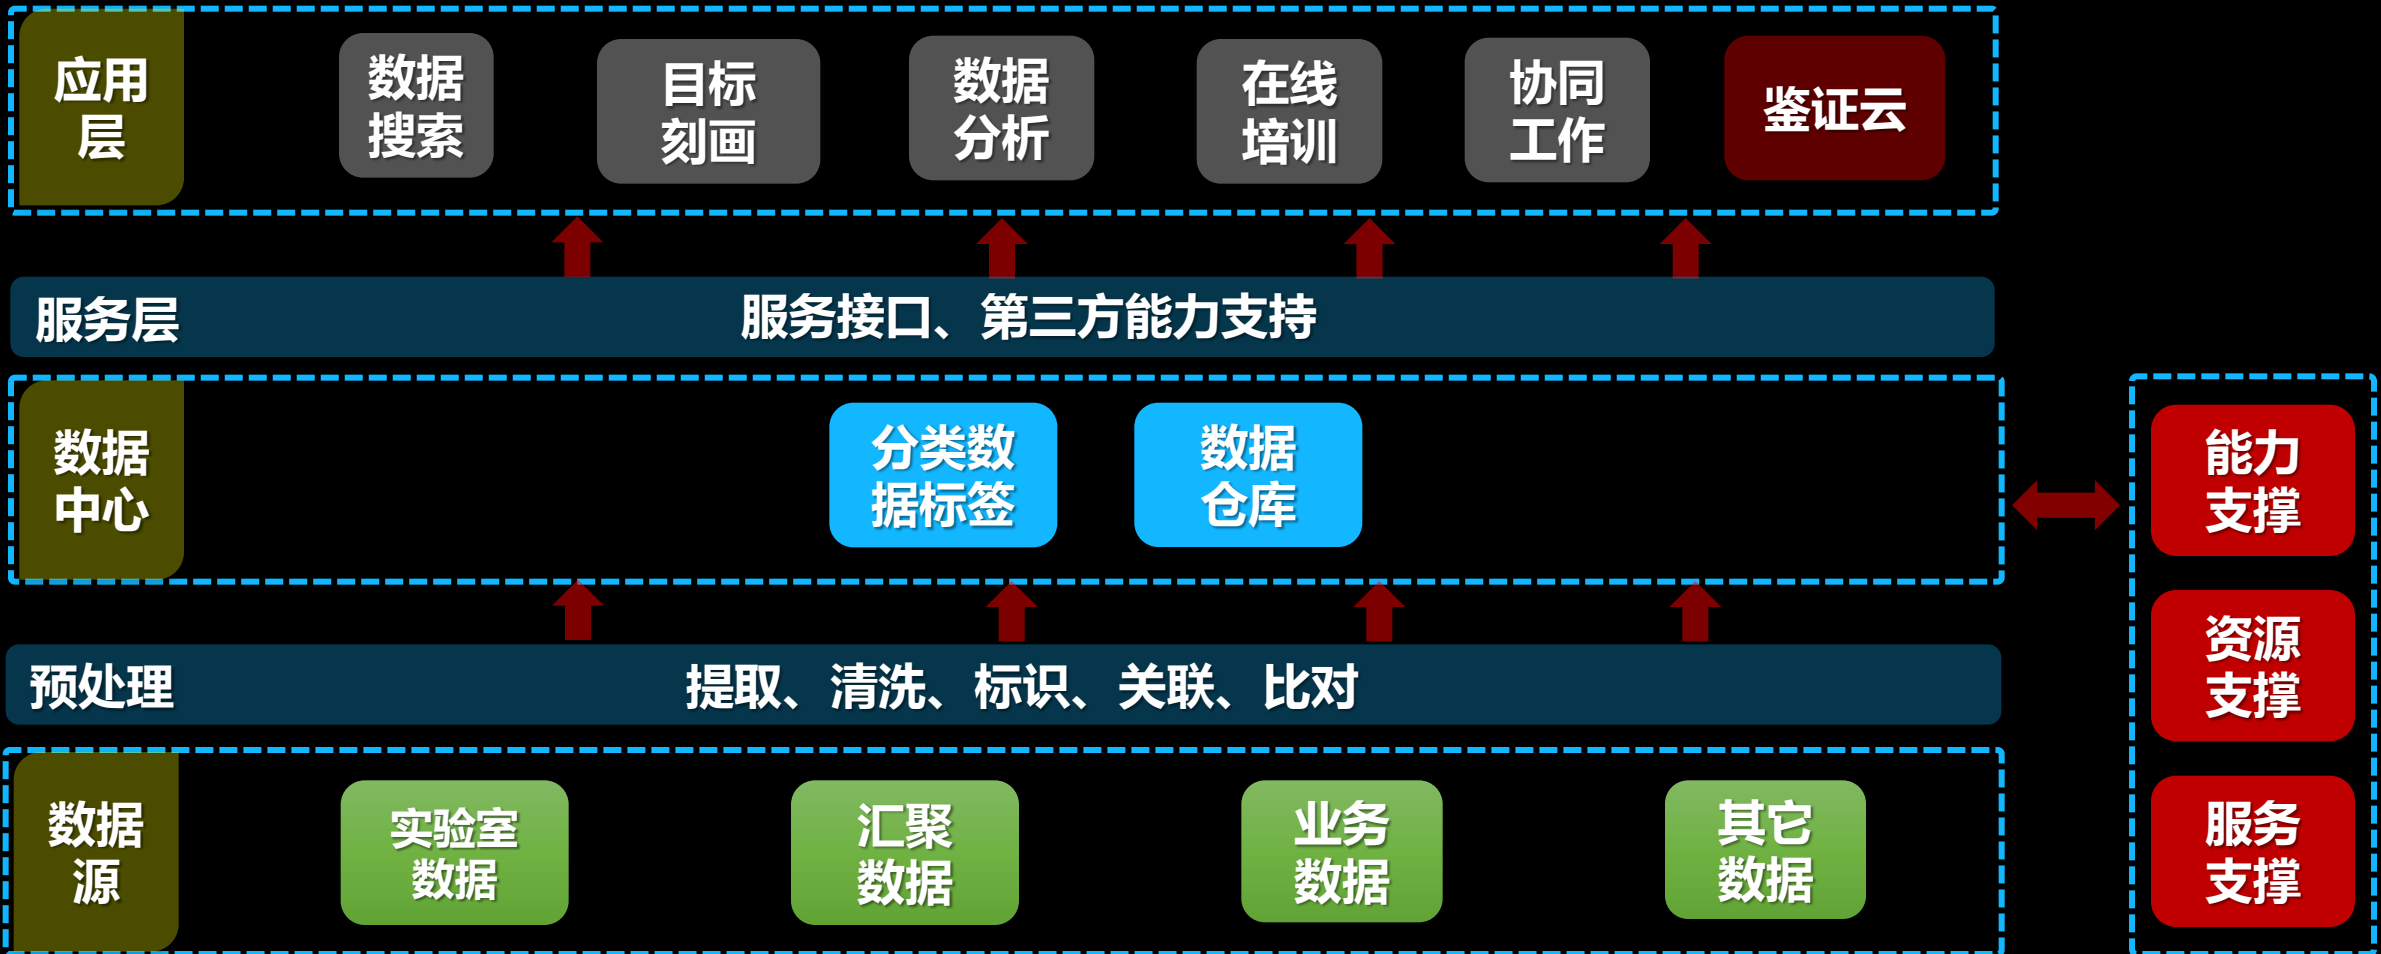 应用
层
数据
搜索
目标
刻画
数据
分析
在线
培训
协同
工作
鉴证云
服务层
服务接口、第三方能力支持
数据
中心
分类数
据标签
数据
仓库
预处理
提取、清洗、标识、关联、比对
数据
源
实验室
数据
汇聚
数据
业务
数据
其它
数据
能力
支撑
资源
支撑
服务
支撑